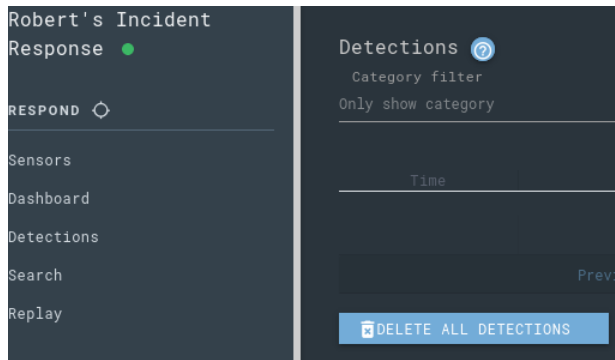 Robert's Incident
Response
RESPOND
Sensors
Dashboard
Detections
Search
Replay
Detections ?
Category filter
Only show category
Time
Previ
DELETE ALL DETECTIONS